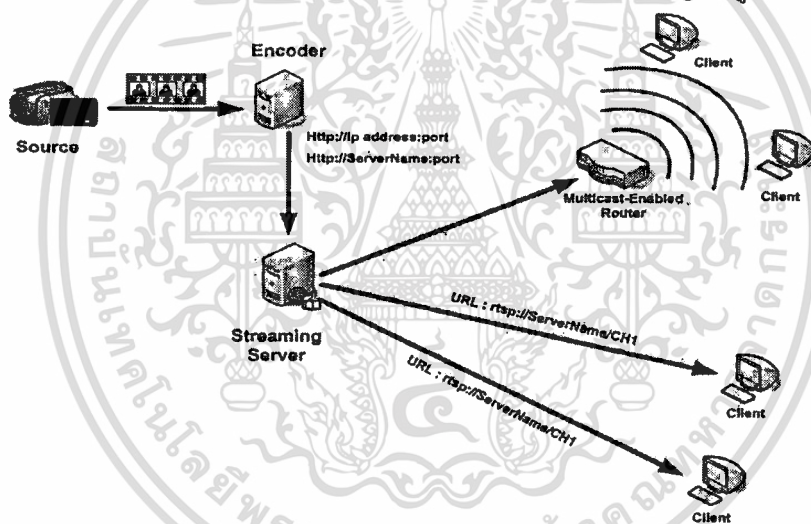 Encoder
Client
Source
Http://Ip address:port
Http://ServerName:port
Client
Multicast-Enabled
Router
Streaming
Server
URL : rtsp://ServerName/CH1
URL : rtsp://ServerName/CH1
Client
Client